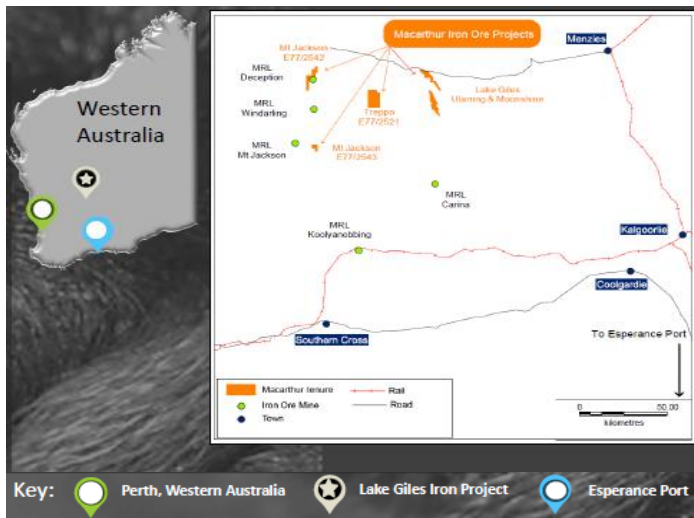 Western
Australia
Macarthur Iron Ore Projects
Menzies
Mt Jackson
E77/2542
MRL
Deception
MRL
Windarling
Treppo
E77/2521
Lake Giles
Ularring & Moonshine
MRL
Mt Jackson
Mt Jackson
E77/2543
MRL
Carina
MRL
Koolyanobbing
Kalgoorlie
Coolgardie
Southern Cross
To Esperance Port
Macarthur tenure
Rail
Iron Ore Mine
Road
Town
0
50.00
kilometres
Key:
Perth, Western Australia
Lake Giles Iron Project
Esperance Port